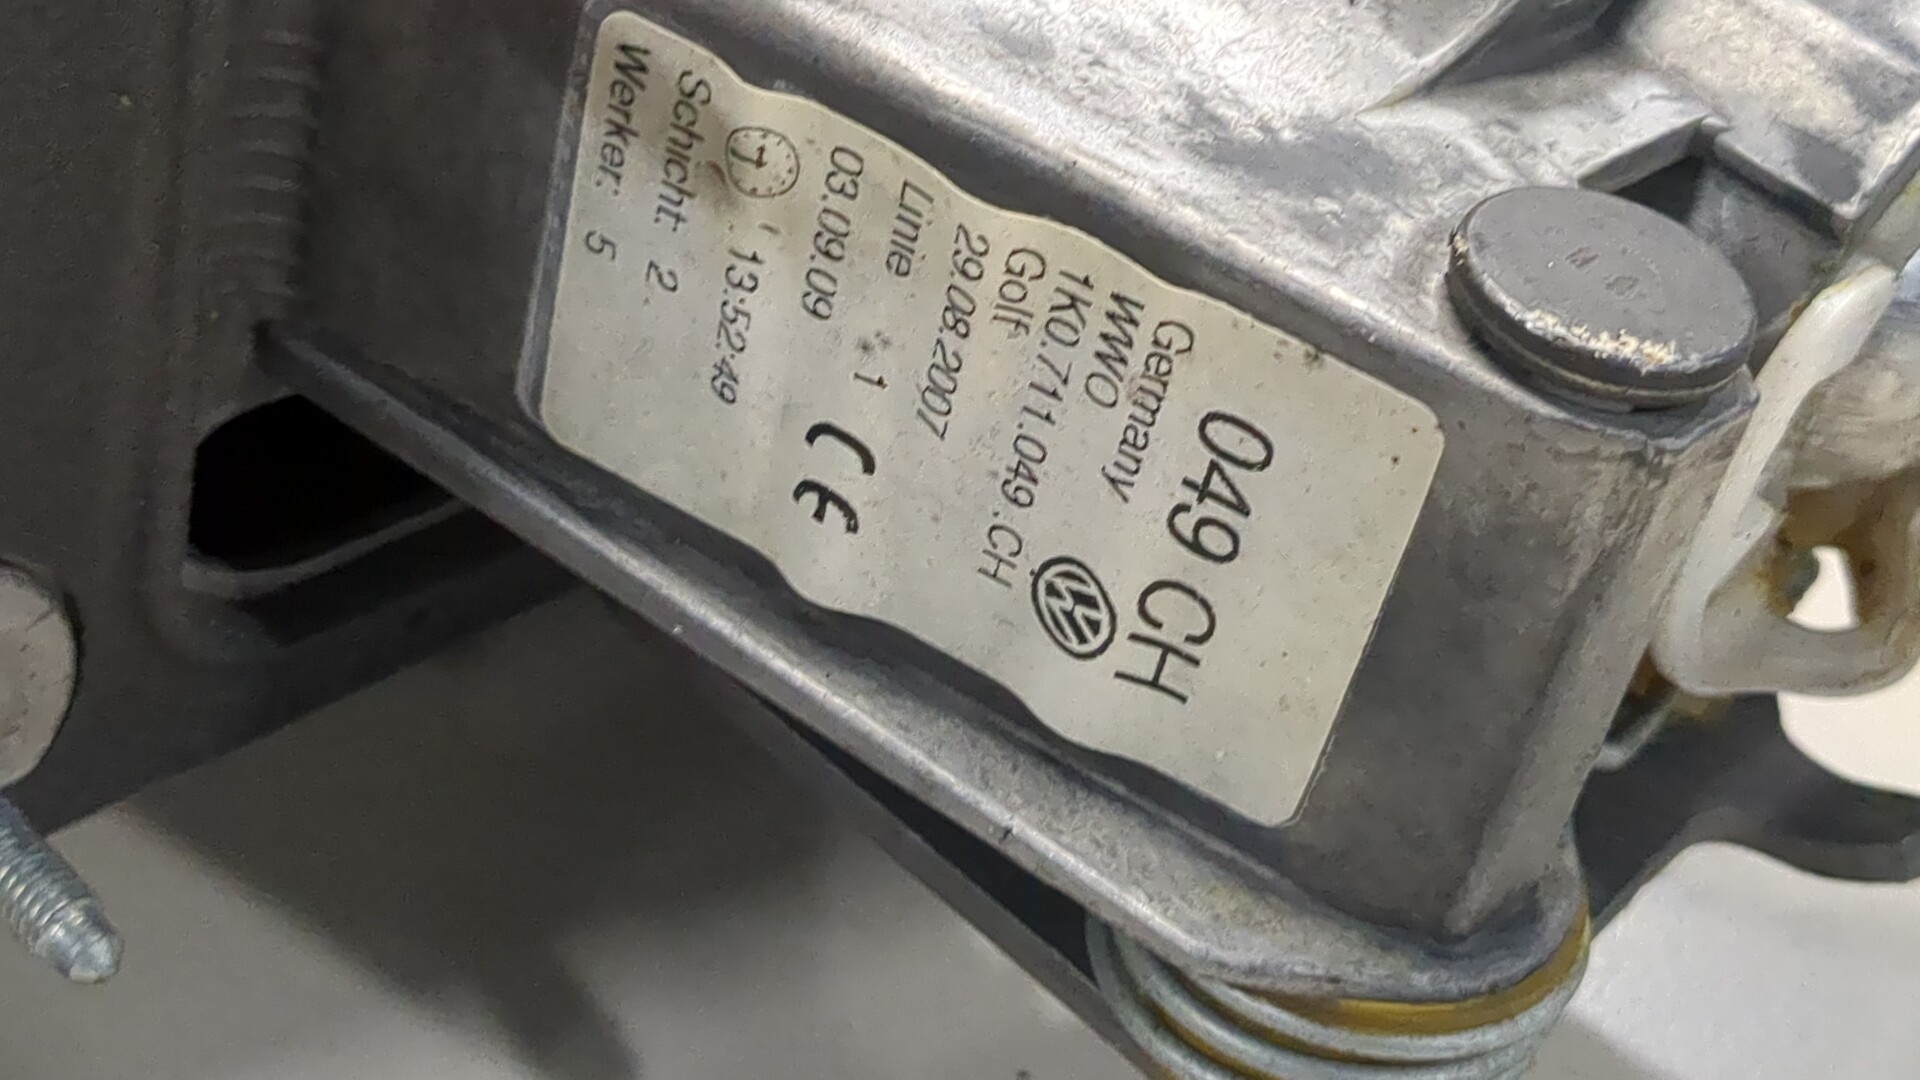 049 CH
Germany
WWO
1K0.711.049.CH
Golf
29.08.2007
Linie 1
03.09.09 CE
13:52:49
Schicht: 2
Werker: 5